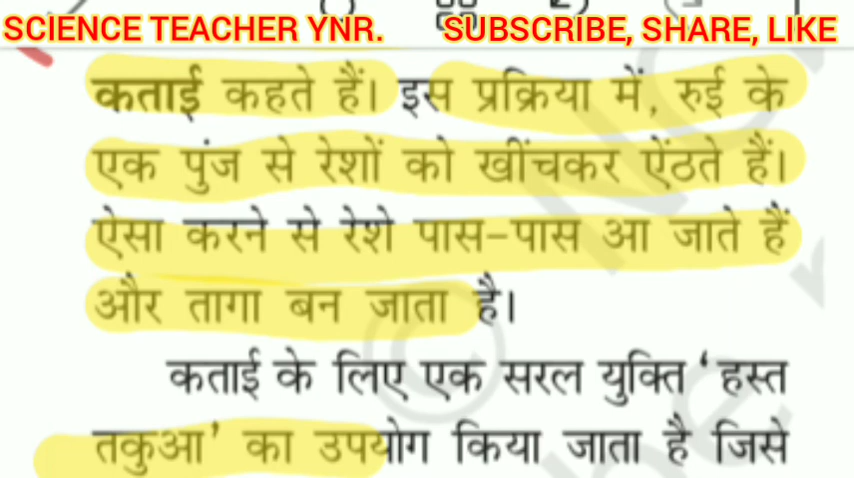 SCIENCE TEACHER YNR. SUBSCRIBE, SHARE, LIKE
कताई कहते हैं। इस प्रक्रिया में, रुई के
एक पुंज से रेशों को खींचकर ऐंठते हैं।
ऐसा करने से रेशे पास-पास आ जाते हैं
और तागा बन जाता है।
कताई के लिए एक सरल युक्ति ‘हस्त
तकुआ’ का उपयोग किया जाता है जिसे